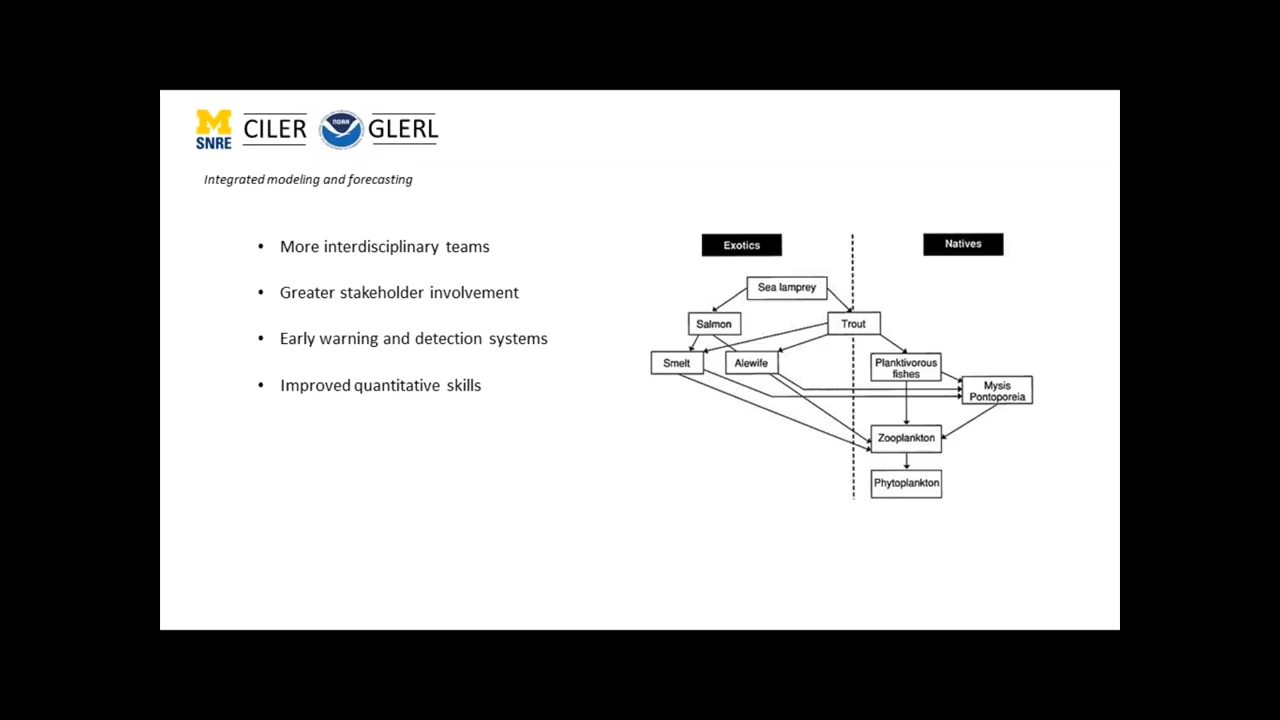 M
SNRE
CILER
NOAA
GLERL
Integrated modeling and forecasting
• More interdisciplinary teams
• Greater stakeholder involvement
• Early warning and detection systems
• Improved quantitative skills
Exotics
Natives
Sea lamprey
Salmon
Trout
Smelt
Alewife
Planktivorous
fishes
Mysis
Pontoporeia
Zooplankton
Phytoplankton